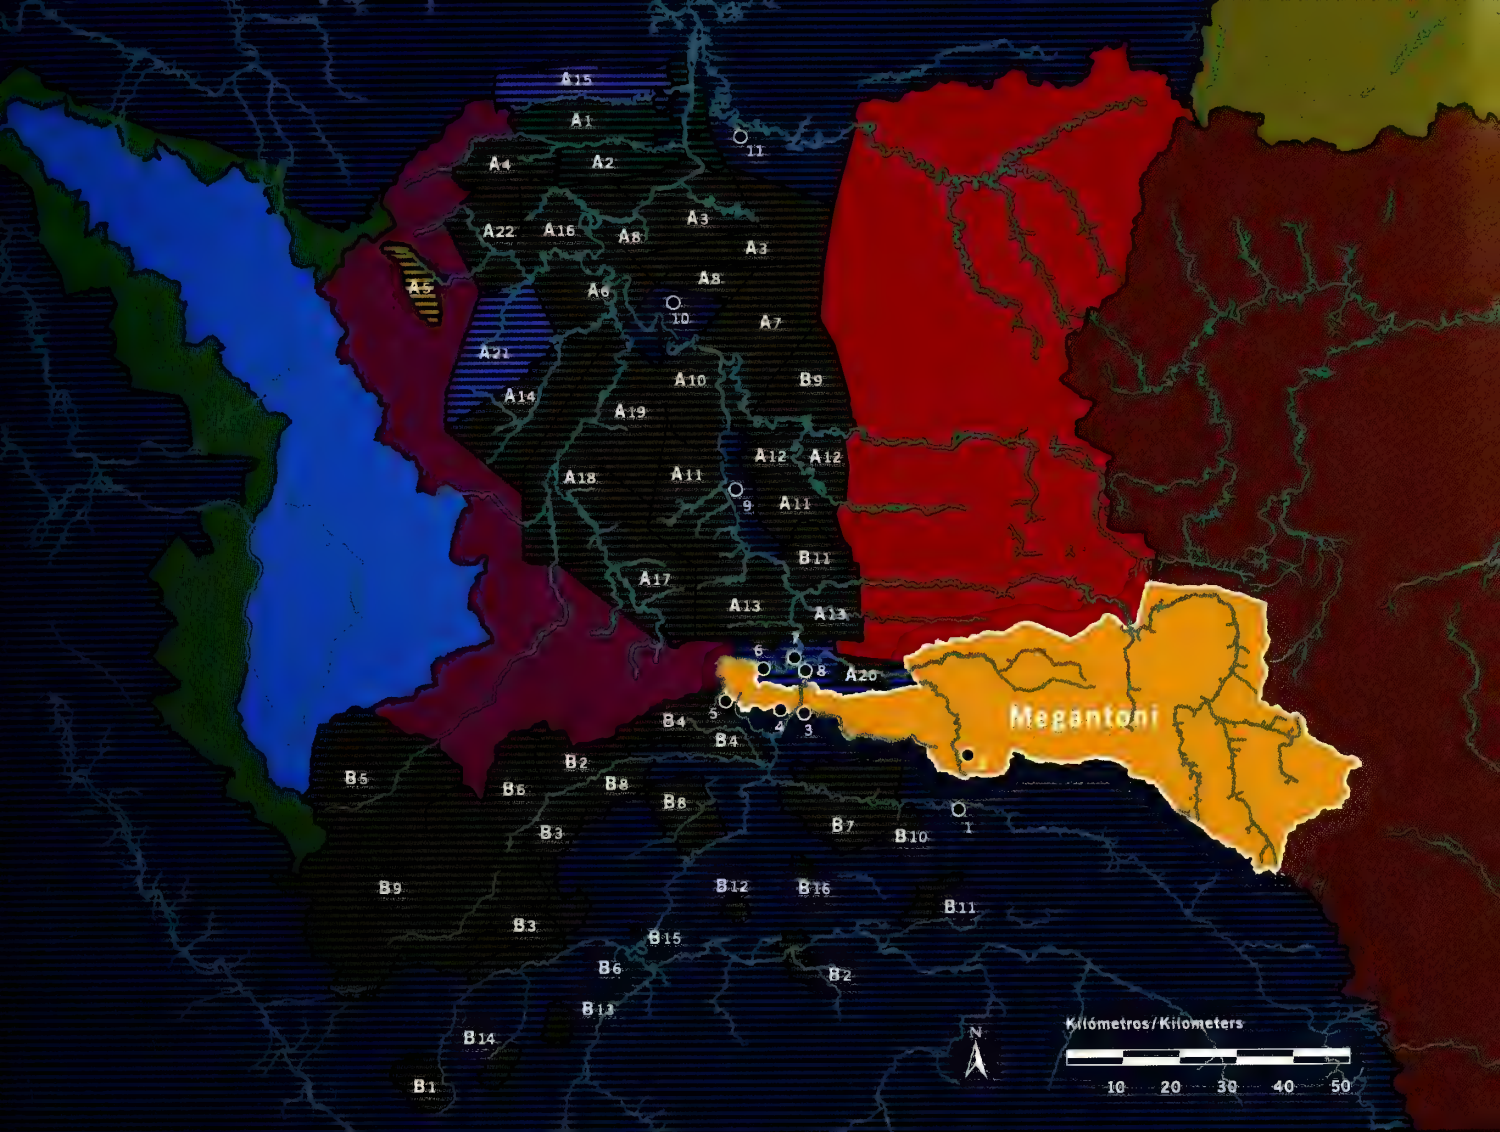 A15
A1
11
A4 A2
A3
A22 A16 A8
A3
A8
A5 A6
10
A7
A21
A10 B9
A14
A19
A12 A12
A18 A11
9 A11
B11
A17
A13 A13
7
6
8 A20
5 B4 4 3
Megantoni
B4
B2
B5 B6 B8
B8
B7 1
B3 B10
B9 B12 B16
B11
B3
B15
B6 B2
B13
Kilómetros/Kilometers
N
B14
B1
10 20 30 40 50